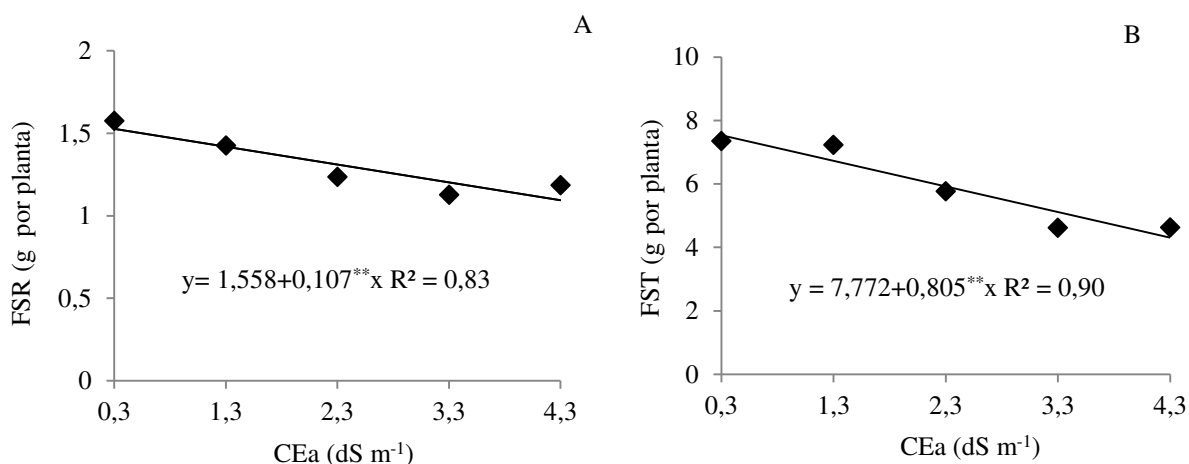 A
2
1,5
1
0,5
0
FSR (g por planta)
y= 1,558+0,107**x R² = 0,83
0,3 1,3 2,3 3,3 4,3
CEa (dS m⁻¹)
B
10
8
6
4
2
0
FST (g por planta)
y = 7,772+0,805**x R² = 0,90
0,3 1,3 2,3 3,3 4,3
CEa (dS m⁻¹)